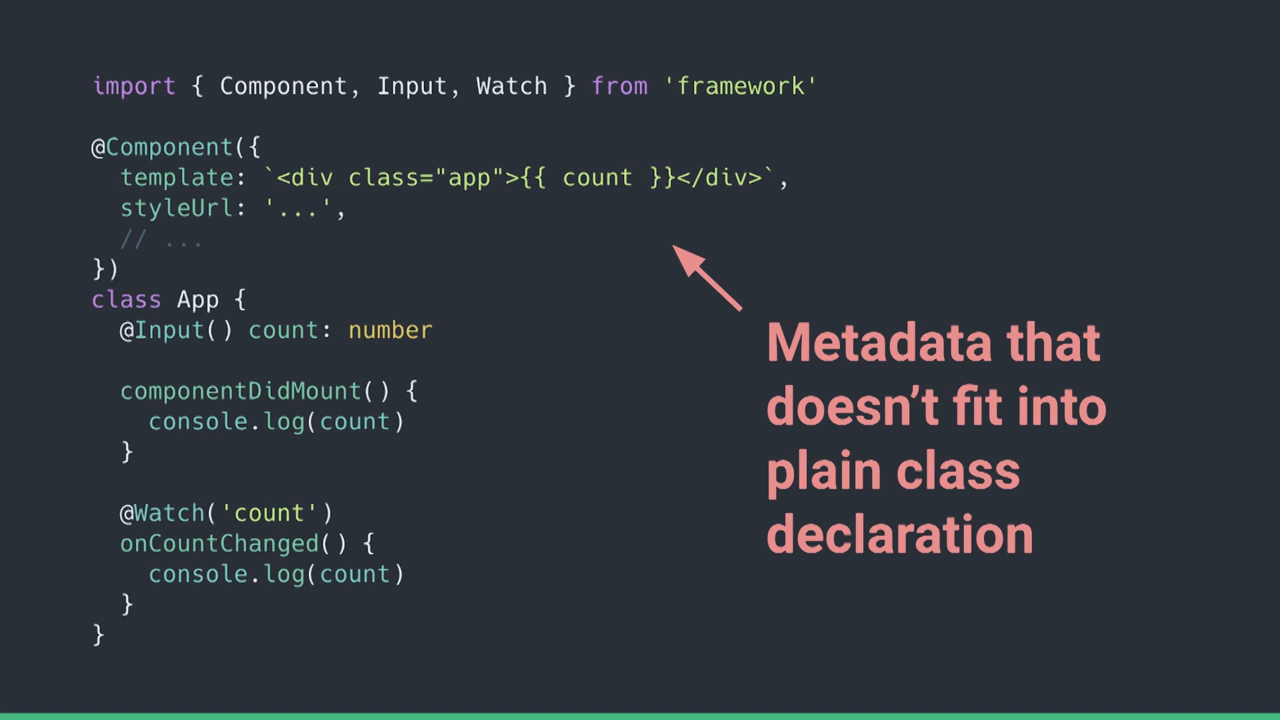 import { Component, Input, Watch } from 'framework'
@Component({
  template: `<div class="app">{{ count }}</div>`,
  styleUrl: '...',
  // ...
})
class App {
  @Input() count: number
  componentDidMount() {
    console.log(count)
  }
  @Watch('count')
  onCountChanged() {
    console.log(count)
  }
}
Metadada that
doesn’t fit into
plain class
declaration